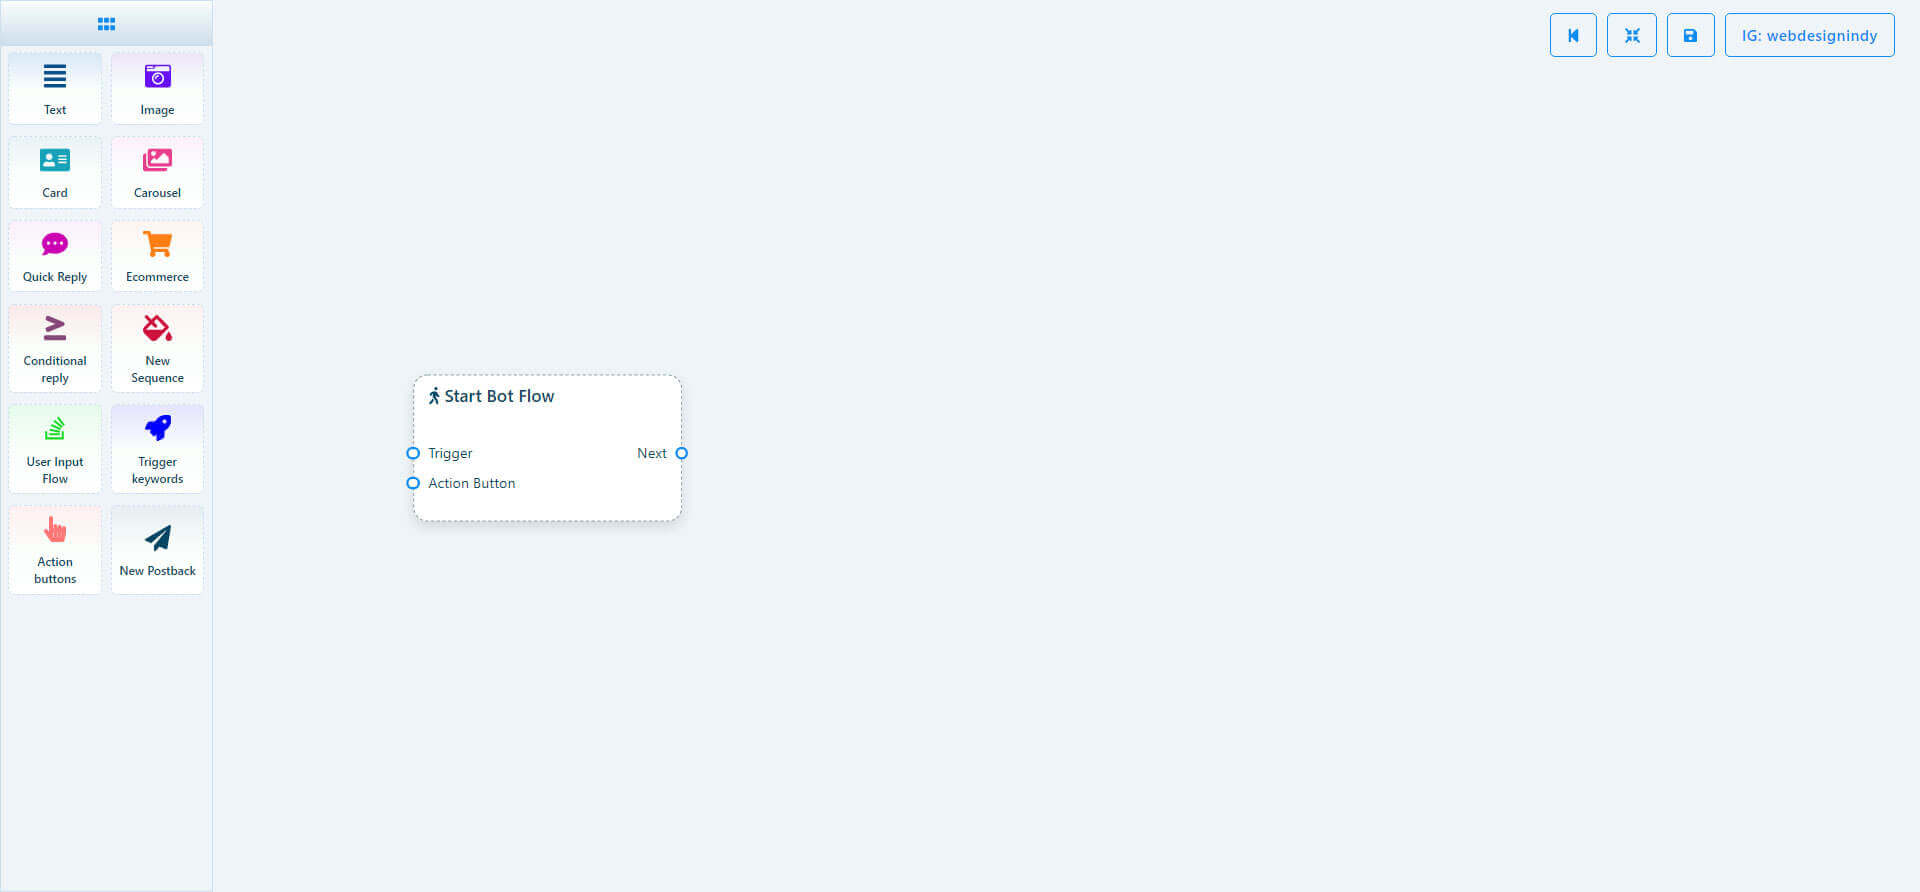 IG: webdesignindy
Text
Image
Card
Carousel
Quick Reply
Ecommerce
Conditional
reply
New
Sequence
User Input
Flow
Trigger
keywords
Action
buttons
New Postback
Start Bot Flow
Trigger
Next
Action Button